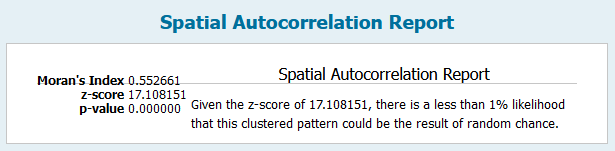 Spatial Autocorrelation Report
Spatial Autocorrelation Report
Moran's Index 0.552661
z-score 17.108151
p-value 0.000000
Given the z-score of 17.108151, there is a less than 1% likelihood
that this clustered pattern could be the result of random chance.